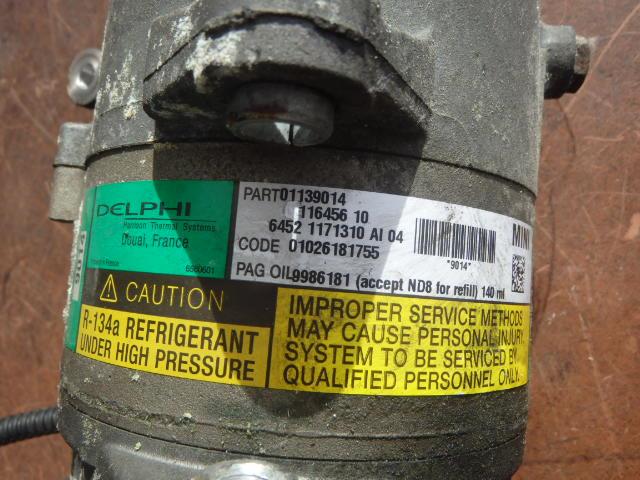 DELPHI
Harrison Thermal Systems
Douai, France
6560601
PART01139014
116456 10
6452 1171310 AI 04
CODE 01026181755
PAG OIL9986181 (accept ND8 for refill) 140 ml
"9014"
MINI
CAUTION
R-134a REFRIGERANT
UNDER HIGH PRESSURE
IMPROPER SERVICE METHODS
MAY CAUSE PERSONAL INJURY.
SYSTEM TO BE SERVICED BY
QUALIFIED PERSONNEL ONLY.